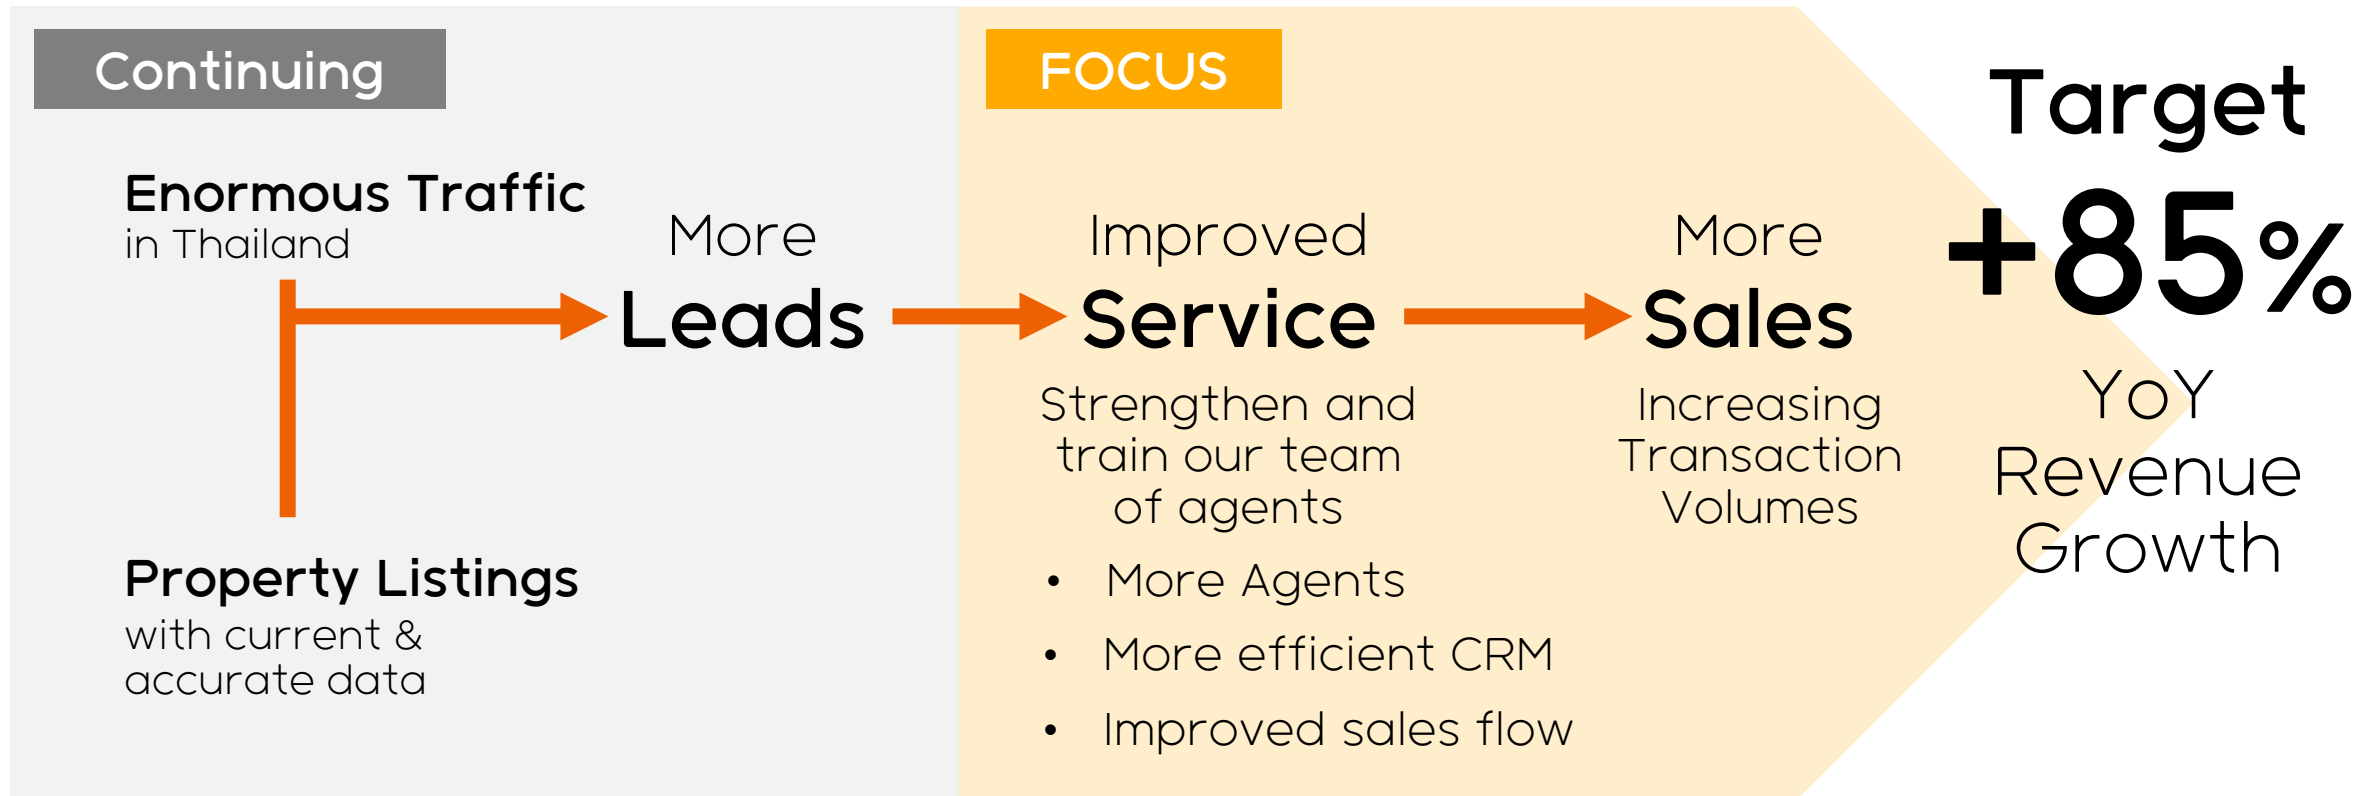 Continuing
Enormous Traffic
in Thailand
Property Listings
with current &
accurate data
More
Leads
FOCUS
Improved
Service
Strengthen and
train our team
of agents
• More Agents
• More efficient CRM
• Improved sales flow
More
Sales
Increasing
Transaction
Volumes
Target
+85%
YoY
Revenue
Growth